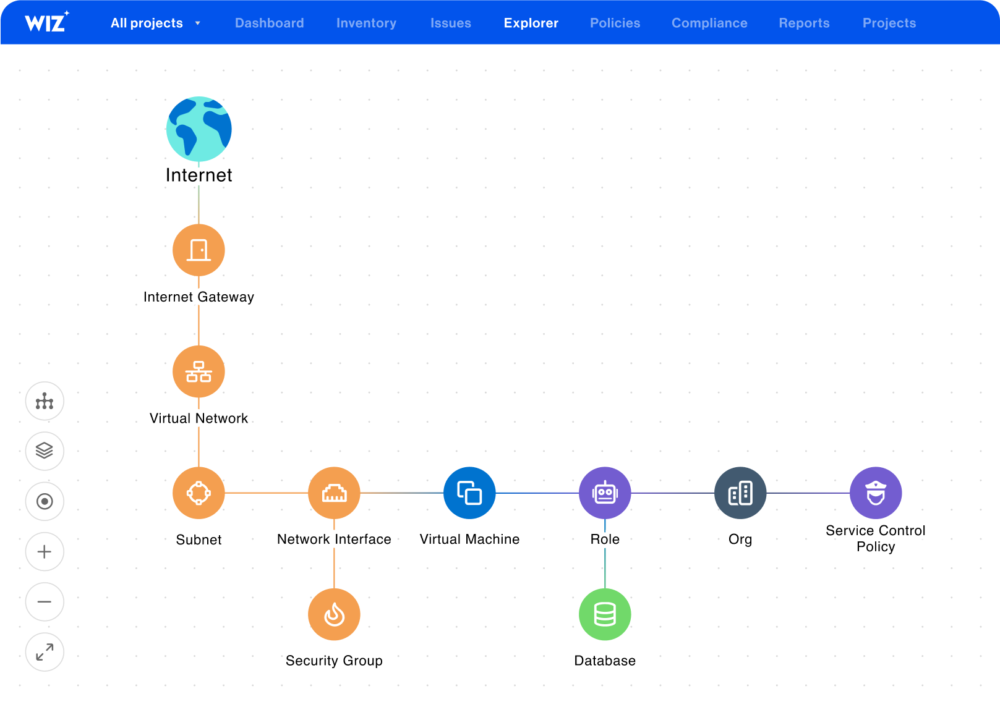 WIZ
All projects
Dashboard
Inventory
Issues
Explorer
Policies
Compliance
Reports
Projects
Internet
Internet Gateway
Virtual Network
Subnet
Network Interface
Virtual Machine
Role
Org
Service Control
Policy
Security Group
Database